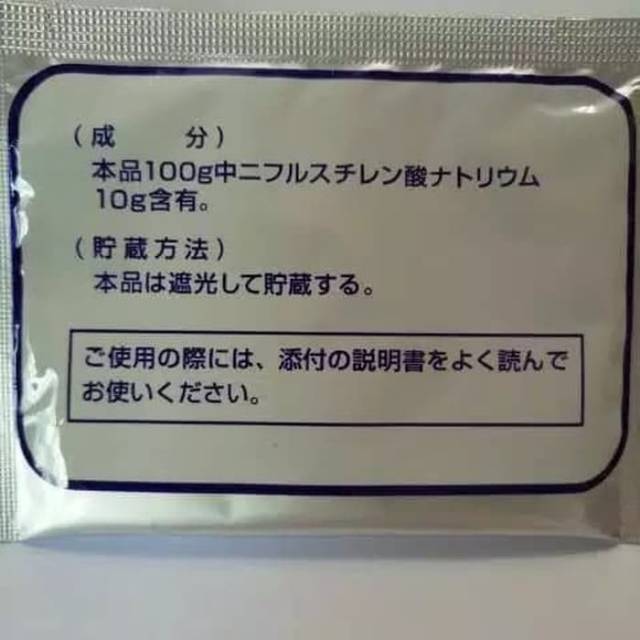 (成　　分)
本品100g中ニフルスチレン酸ナトリウム
10g含有。
(貯蔵方法)
本品は遮光して貯蔵する。
ご使用の際には、添付の説明書をよく読んで
お使いください。